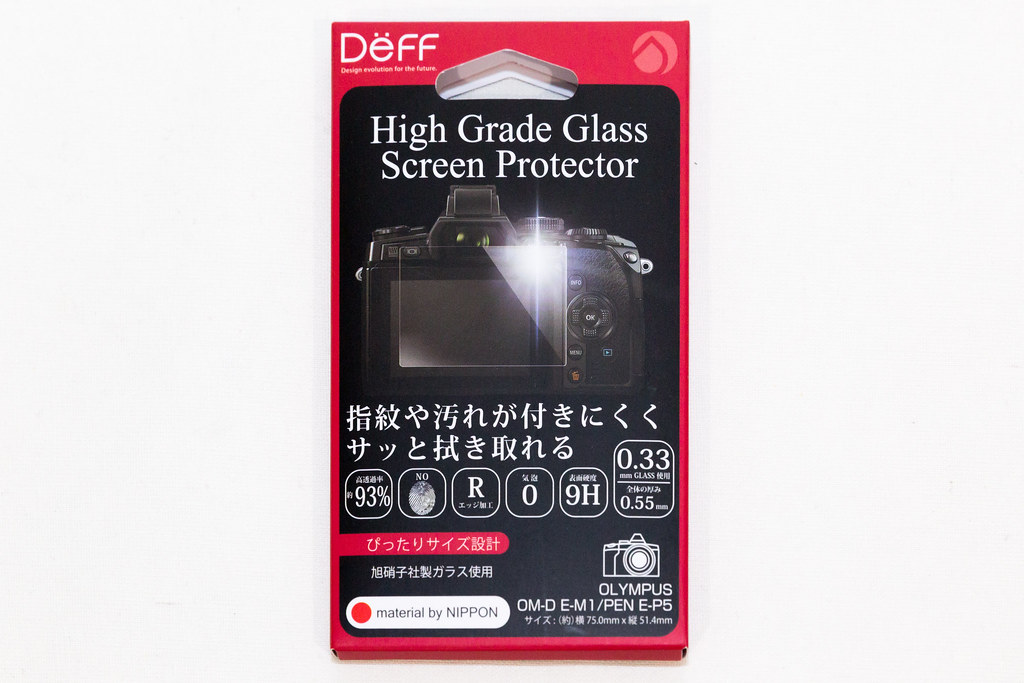 DëFF
Design evolution for the future.
High Grade Glass
Screen Protector
INFO
OK
MENU
指紋や汚れが付きにくく
サッと拭き取れる
高透過率
約93%
NO
R
エッジ加工
気泡
0
表面硬度
9H
0.33
mm GLASS 使用
全体の厚み
0.55mm
ぴったりサイズ設計
旭硝子社製ガラス使用
material by NIPPON
OLYMPUS
OM-D E-M1/PEN E-P5
サイズ:(約)横75.0mm x 縦51.4mm